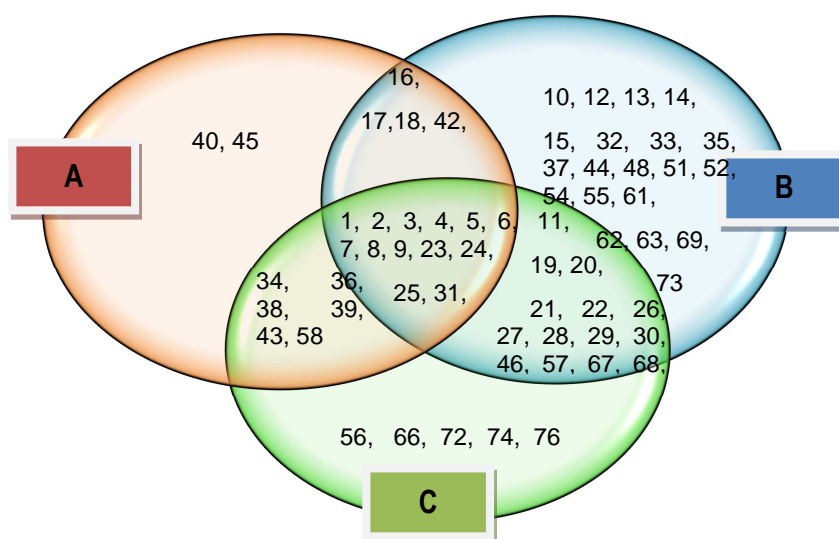 16,
17,18, 42,
40, 45
A
10, 12, 13, 14,
15, 32, 33, 35,
37, 44, 48, 51, 52,
54, 55, 61,
62, 63, 69,
73
B
1, 2, 3, 4, 5, 6, 11,
7, 8, 9, 23, 24,
25, 31,
34, 36,
38, 39,
43, 58
19, 20,
21, 22, 26,
27, 28, 29, 30,
46, 57, 67, 68,
56, 66, 72, 74, 76
C